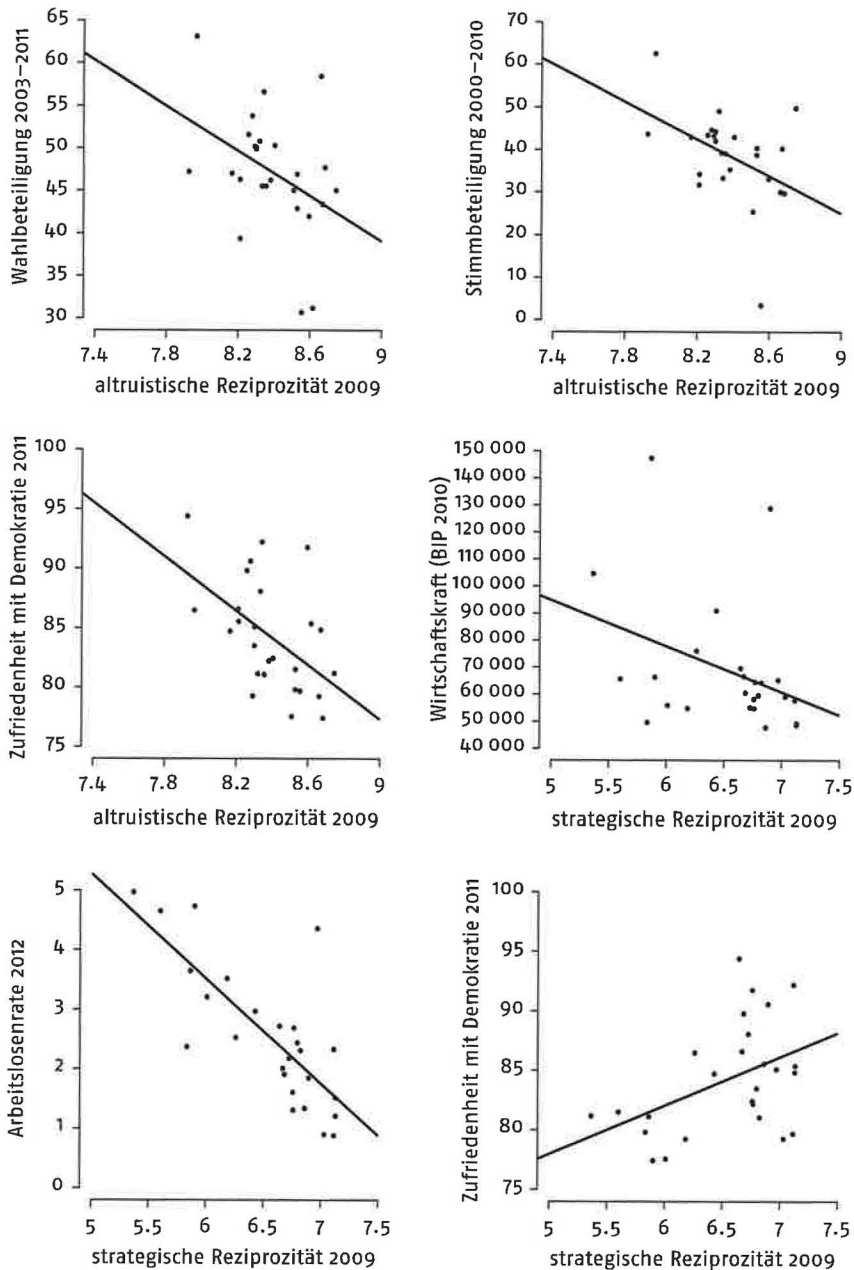 Wahlbeteiligung 2003–2011
65
60
55
50
45
40
35
30
7.4 7.8 8.2 8.6 9
altruistische Reziprozität 2009
Stimmbeteiligung 2000–2010
70
60
50
40
30
20
10
0
7.4 7.8 8.2 8.6 9
altruistische Reziprozität 2009
Zufriedenheit mit Demokratie 2011
100
95
90
85
80
75
7.4 7.8 8.2 8.6 9
altruistische Reziprozität 2009
Wirtschaftskraft (BIP 2010)
150 000
140 000
130 000
120 000
110 000
100 000
90 000
80 000
70 000
60 000
50 000
40 000
5 5.5 6 6.5 7 7.5
strategische Reziprozität 2009
Arbeitslosenrate 2012
5
4
3
2
1
0
5 5.5 6 6.5 7 7.5
strategische Reziprozität 2009
Zufriedenheit mit Demokratie 2011
100
95
90
85
80
75
5 5.5 6 6.5 7 7.5
strategische Reziprozität 2009